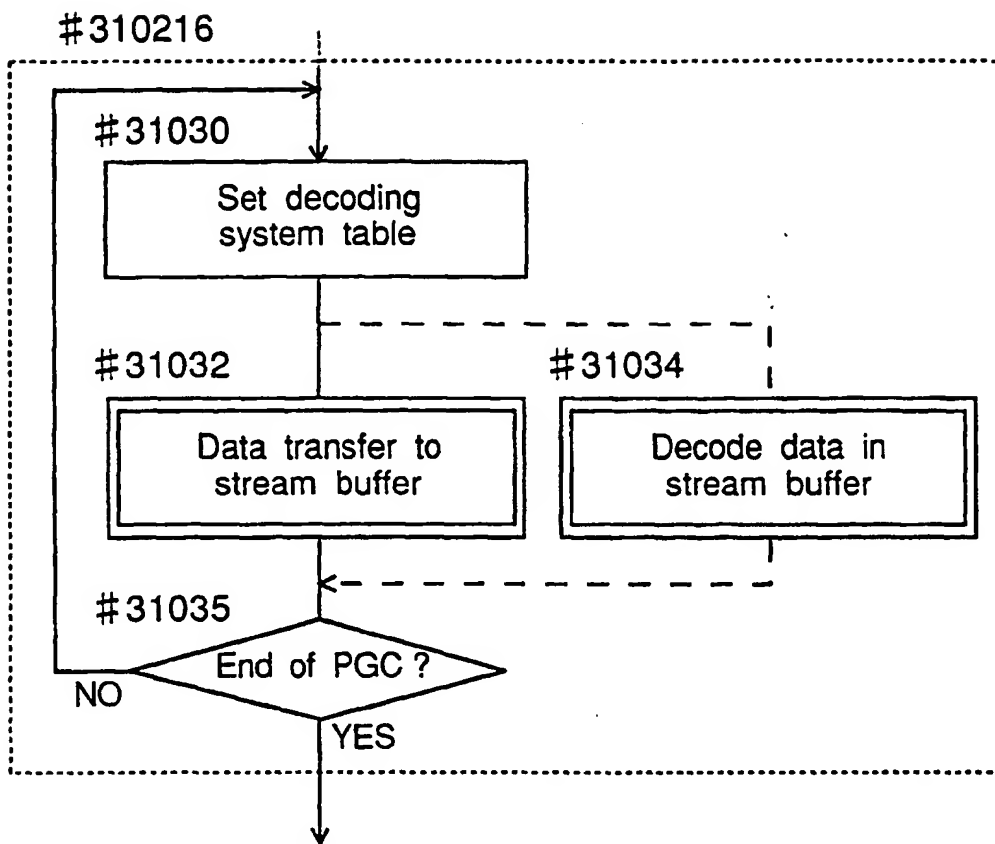 #310216
#31030
Set decoding
system table
#31032
#31034
Data transfer to
stream buffer
Decode data in
stream buffer
#31035
End of PGC ?
NO
YES